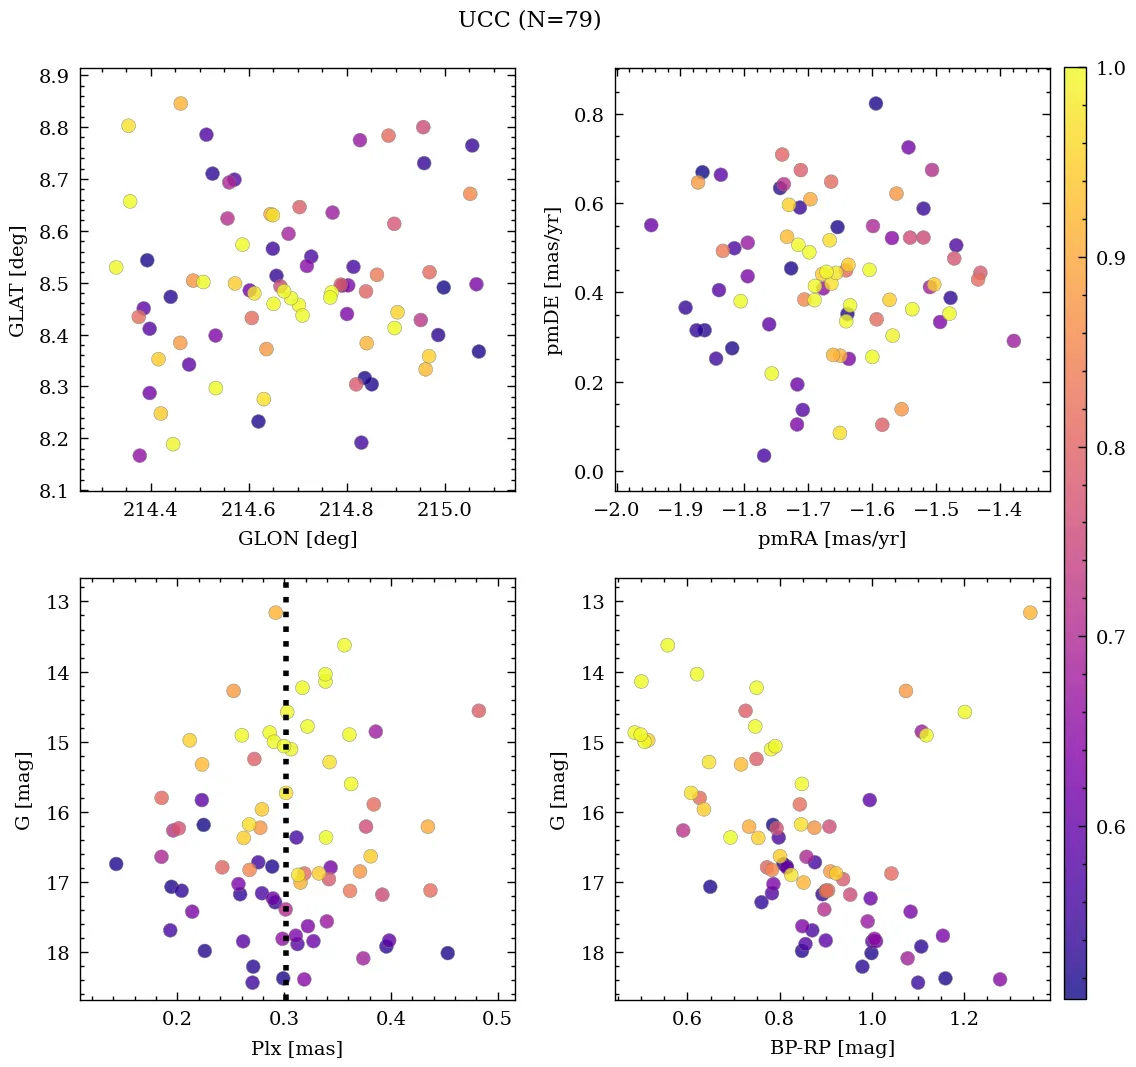 UCC (N=79)
8.9
8.8
8.7
8.6
8.5
8.4
8.3
8.2
8.1
GLAT [deg]
214.4 214.6 214.8 215.0
GLON [deg]
0.8
0.6
0.4
0.2
0.0
pmDE [mas/yr]
−2.0 −1.9 −1.8 −1.7 −1.6 −1.5 −1.4
pmRA [mas/yr]
13
14
15
16
17
18
G [mag]
0.2 0.3 0.4 0.5
Plx [mas]
13
14
15
16
17
18
G [mag]
0.6 0.8 1.0 1.2
BP-RP [mag]
1.0
0.9
0.8
0.7
0.6